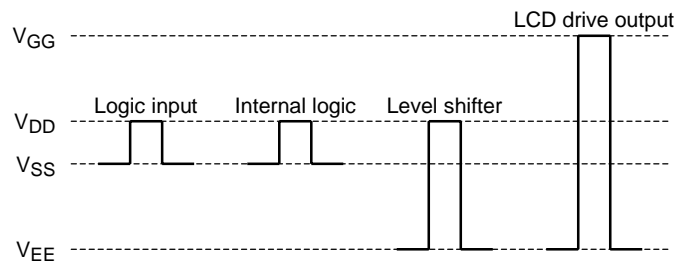 LCD drive output
VGG
Logic input Internal logic Level shifter
VDD
VSS
VEE